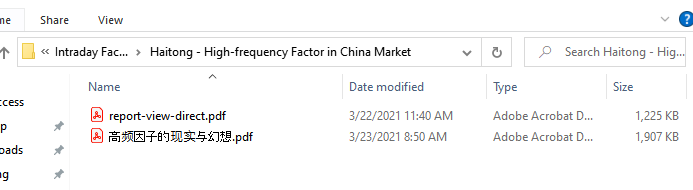 me
Share
View
Intraday Fac... > Haitong - High-frequency Factor in China Market
Search Haitong - Hig...
Name
Date modified
Type
Size
ccess
report-view-direct.pdf 3/22/2021 11:40 AM Adobe Acrobat D... 1,225 KB
p 高频因子的现实与幻想.pdf 3/23/2021 8:50 AM Adobe Acrobat D... 1,907 KB
loads
ng